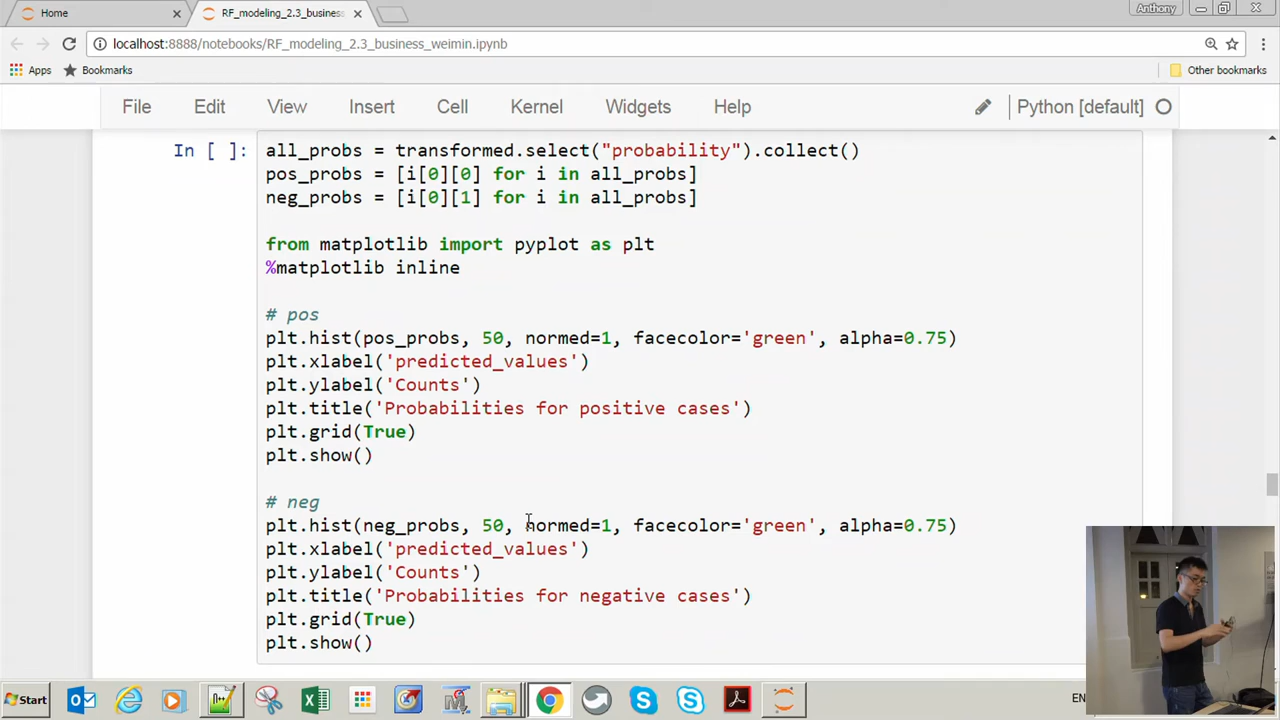 Home
RF_modeling_2.3_business_
Anthony
localhost:8888/notebooks/RF_modeling_2.3_business_weimin.ipynb
Apps
Bookmarks
Other bookmarks
File Edit View Insert Cell Kernel Widgets Help Python [default]
In [ ]:
all_probs = transformed.select("probability").collect()
pos_probs = [i[0][0] for i in all_probs]
neg_probs = [i[0][1] for i in all_probs]
from matplotlib import pyplot as plt
%matplotlib inline
# pos
plt.hist(pos_probs, 50, normed=1, facecolor='green', alpha=0.75)
plt.xlabel('predicted_values')
plt.ylabel('Counts')
plt.title('Probabilities for positive cases')
plt.grid(True)
plt.show()
# neg
plt.hist(neg_probs, 50, normed=1, facecolor='green', alpha=0.75)
plt.xlabel('predicted_values')
plt.ylabel('Counts')
plt.title('Probabilities for negative cases')
plt.grid(True)
plt.show()
Start
EN